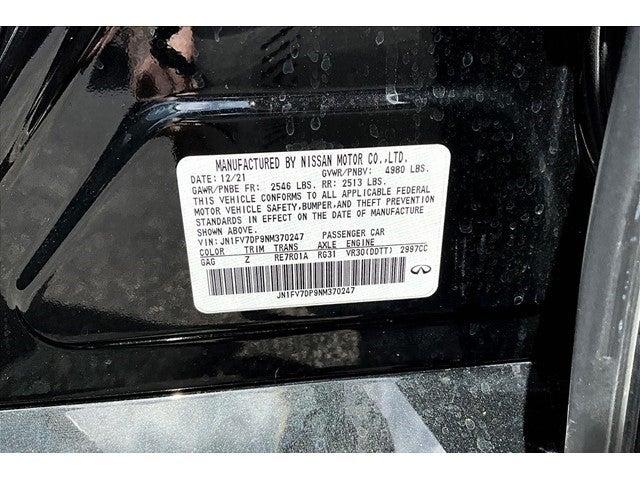 MANUFACTURED BY NISSAN MOTOR CO.,LTD.
DATE: 12/21 GVWR/PNBV: 4980 LBS.
GAWR/PNBE FR: 2546 LBS. RR: 2513 LBS.
THIS VEHICLE CONFORMS TO ALL APPLICABLE FEDERAL
MOTOR VEHICLE SAFETY, BUMPER, AND THEFT PREVENTION
STANDARDS IN EFFECT ON THE DATE OF MANUFACTURE
SHOWN ABOVE.
VIN: JN1FV7DP9NM370247 PASSENGER CAR
COLOR TRIM TRANS AXLE ENGINE
GAG Z RE7R01A RG31 VR30(DDTT) 2997CC
JN1FV7DP9NM370247